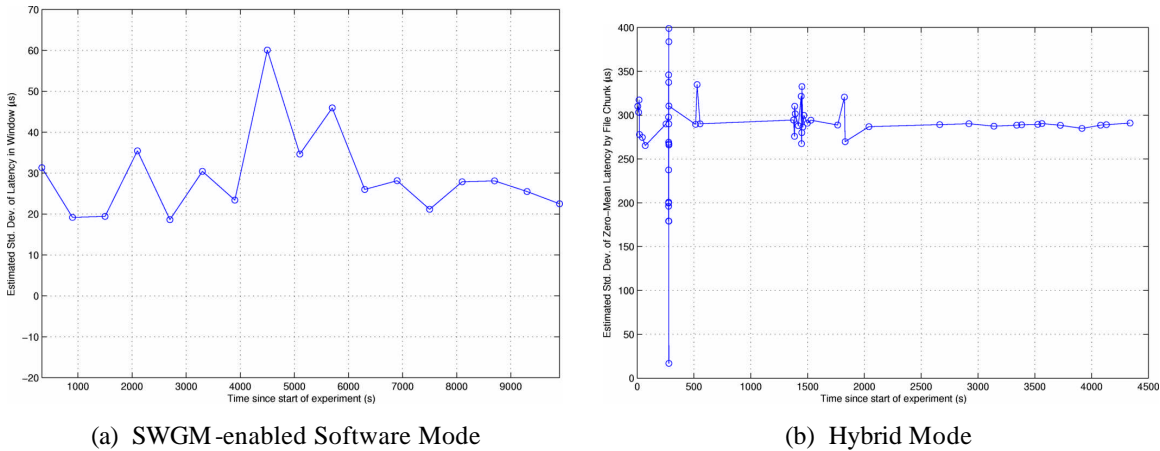 70
60
50
40
30
20
10
0
−10
−20
Estimated Std. Dev. of Latency in Window (µs)
1000 2000 3000 4000 5000 6000 7000 8000 9000
Time since start of experiment (s)
(a) SWGM-enabled Software Mode
400
350
300
250
200
150
100
50
0
Estimated Std. Dev. of Zero−Mean Latency by File Chunk (µs)
0 500 1000 1500 2000 2500 3000 3500 4000 4500
Time since start of experiment (s)
(b) Hybrid Mode